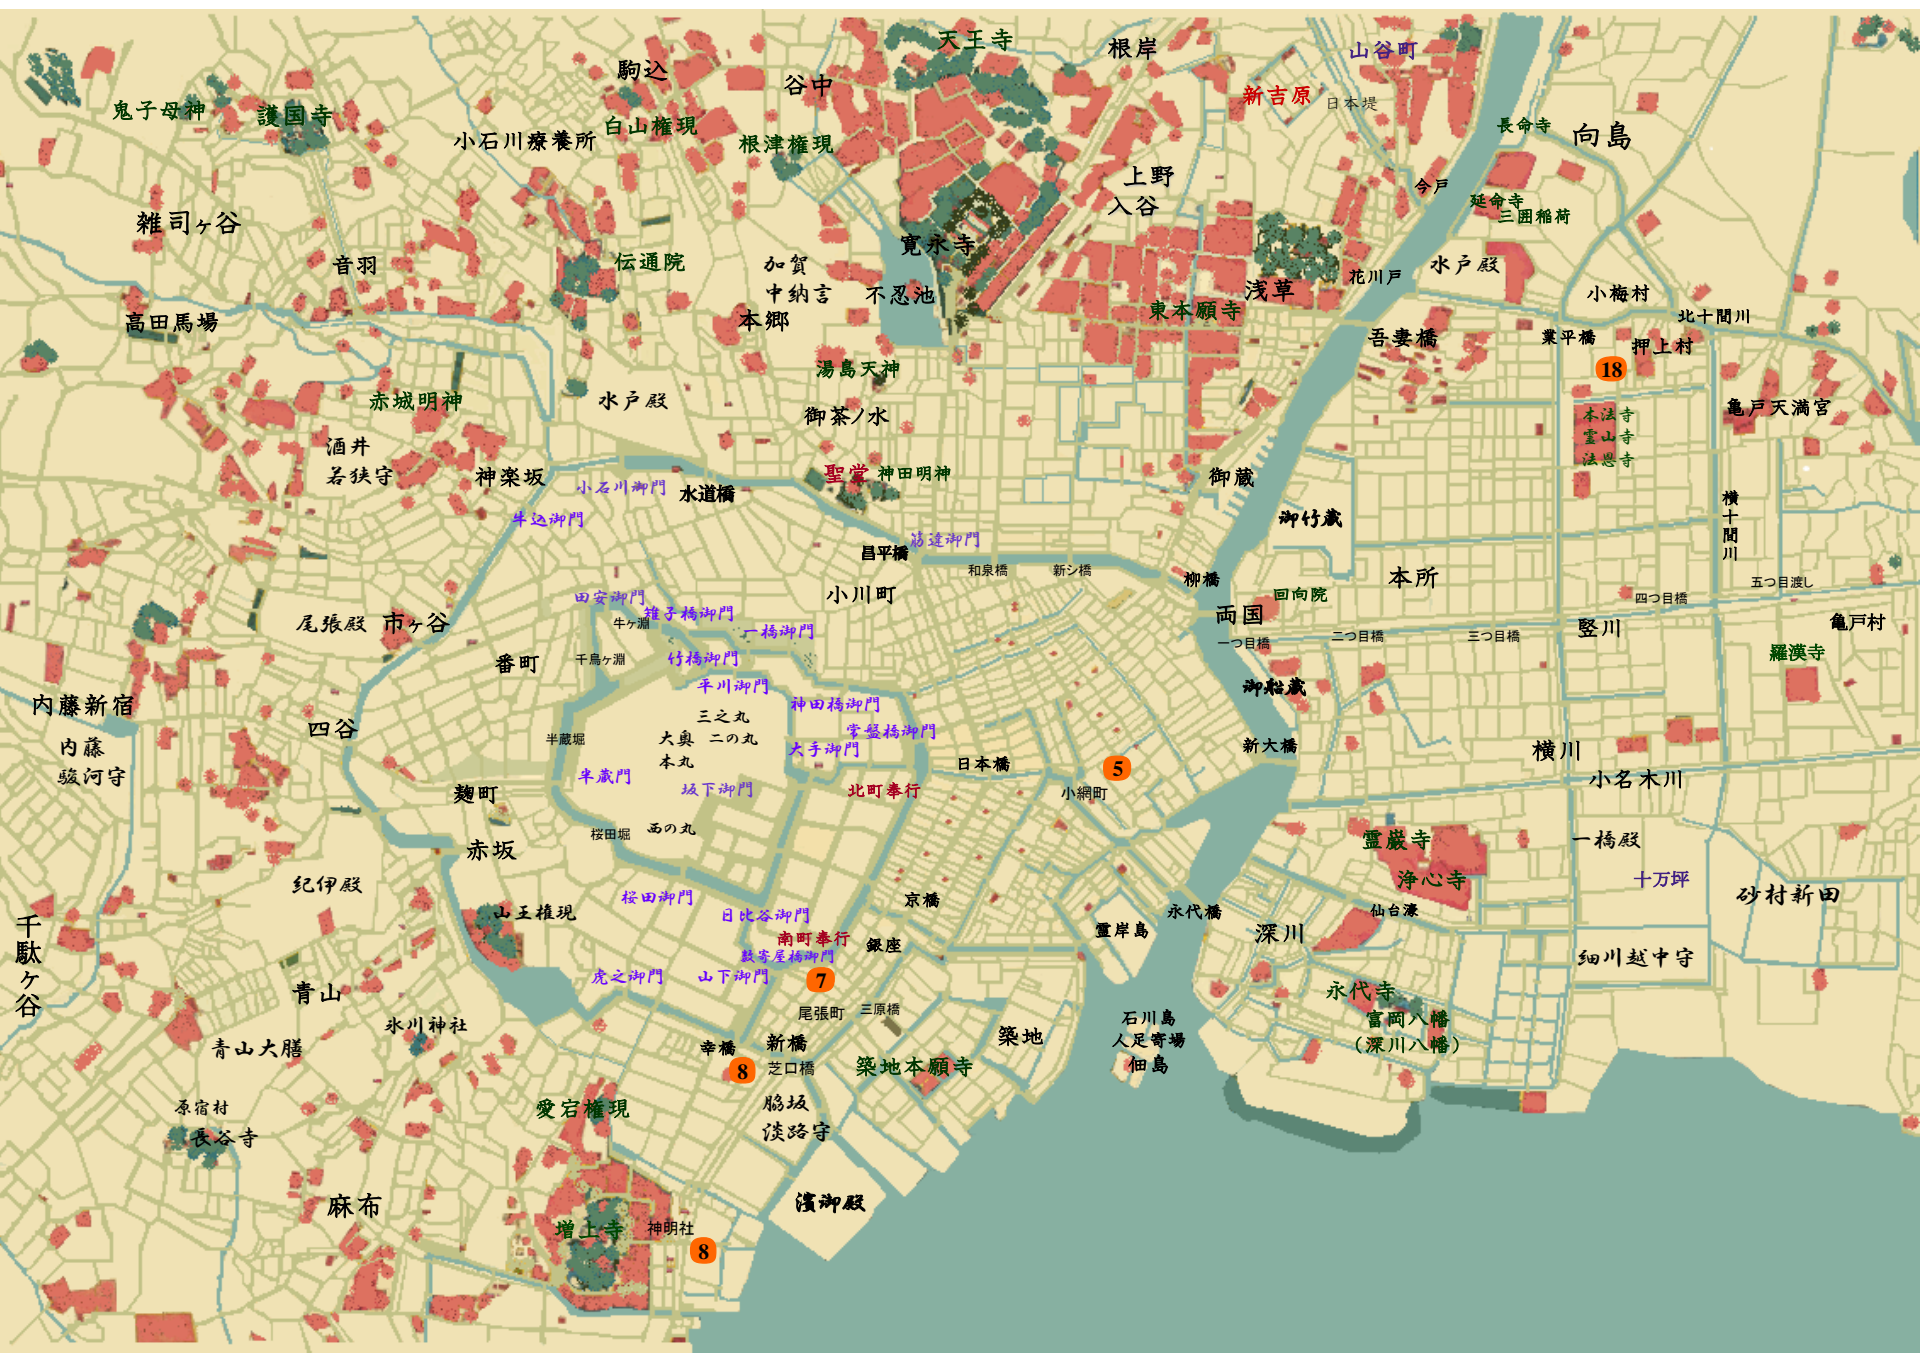 天王寺
根岸
山谷町
駒込
谷中
新吉原
日本堤
鬼子母神
護国寺
小石川療養所
白山権現
根津権現
長命寺
向島
上野
入谷
今戸
延命寺
三囲稲荷
雑司ヶ谷
音羽
伝通院
加賀
中納言
寛永寺
不忍池
浅草
花川戸
水戸殿
小梅村
高田馬場
本郷
東本願寺
吾妻橋
業平橋
北十間川
押上村
18
湯島天神
赤城明神
水戸殿
御茶ノ水
本法寺
霊山寺
法恩寺
亀戸天満宮
酒井
若狭守
神楽坂
小石川御門
水道橋
聖堂
神田明神
御蔵
牛込御門
御竹蔵
横十間川
昌平橋
筋違御門
和泉橋
新シ橋
柳橋
本所
五つ目渡し
田安御門
雉子橋御門
小川町
回向院
四つ目橋
尾張殿
市ヶ谷
牛ヶ淵
一橋御門
両国
一つ目橋
二つ目橋
三つ目橋
竪川
亀戸村
番町
千鳥ヶ淵
竹橋御門
羅漢寺
平川御門
御船蔵
内藤新宿
神田橋御門
四谷
三之丸
常盤橋御門
内藤
駿河守
半蔵堀
大奥
二の丸
大手御門
新大橋
横川
本丸
日本橋
5
半蔵門
坂下御門
北町奉行
小網町
小名木川
麹町
桜田堀
西の丸
赤坂
霊巌寺
一橋殿
紀伊殿
浄心寺
十万坪
砂村新田
桜田御門
京橋
山王権現
日比谷御門
永代橋
仙台濠
千駄ヶ谷
南町奉行
銀座
霊岸島
深川
数寄屋橋御門
細川越中守
虎之御門
山下御門
7
青山
尾張町
三原橋
永代寺
氷川神社
石川島
人足寄場
佃島
富岡八幡
(深川八幡)
青山大膳
幸橋
新橋
築地
8
芝口橋
築地本願寺
原宿村
長谷寺
愛宕権現
脇坂
淡路守
麻布
濱御殿
増上寺
神明社
8